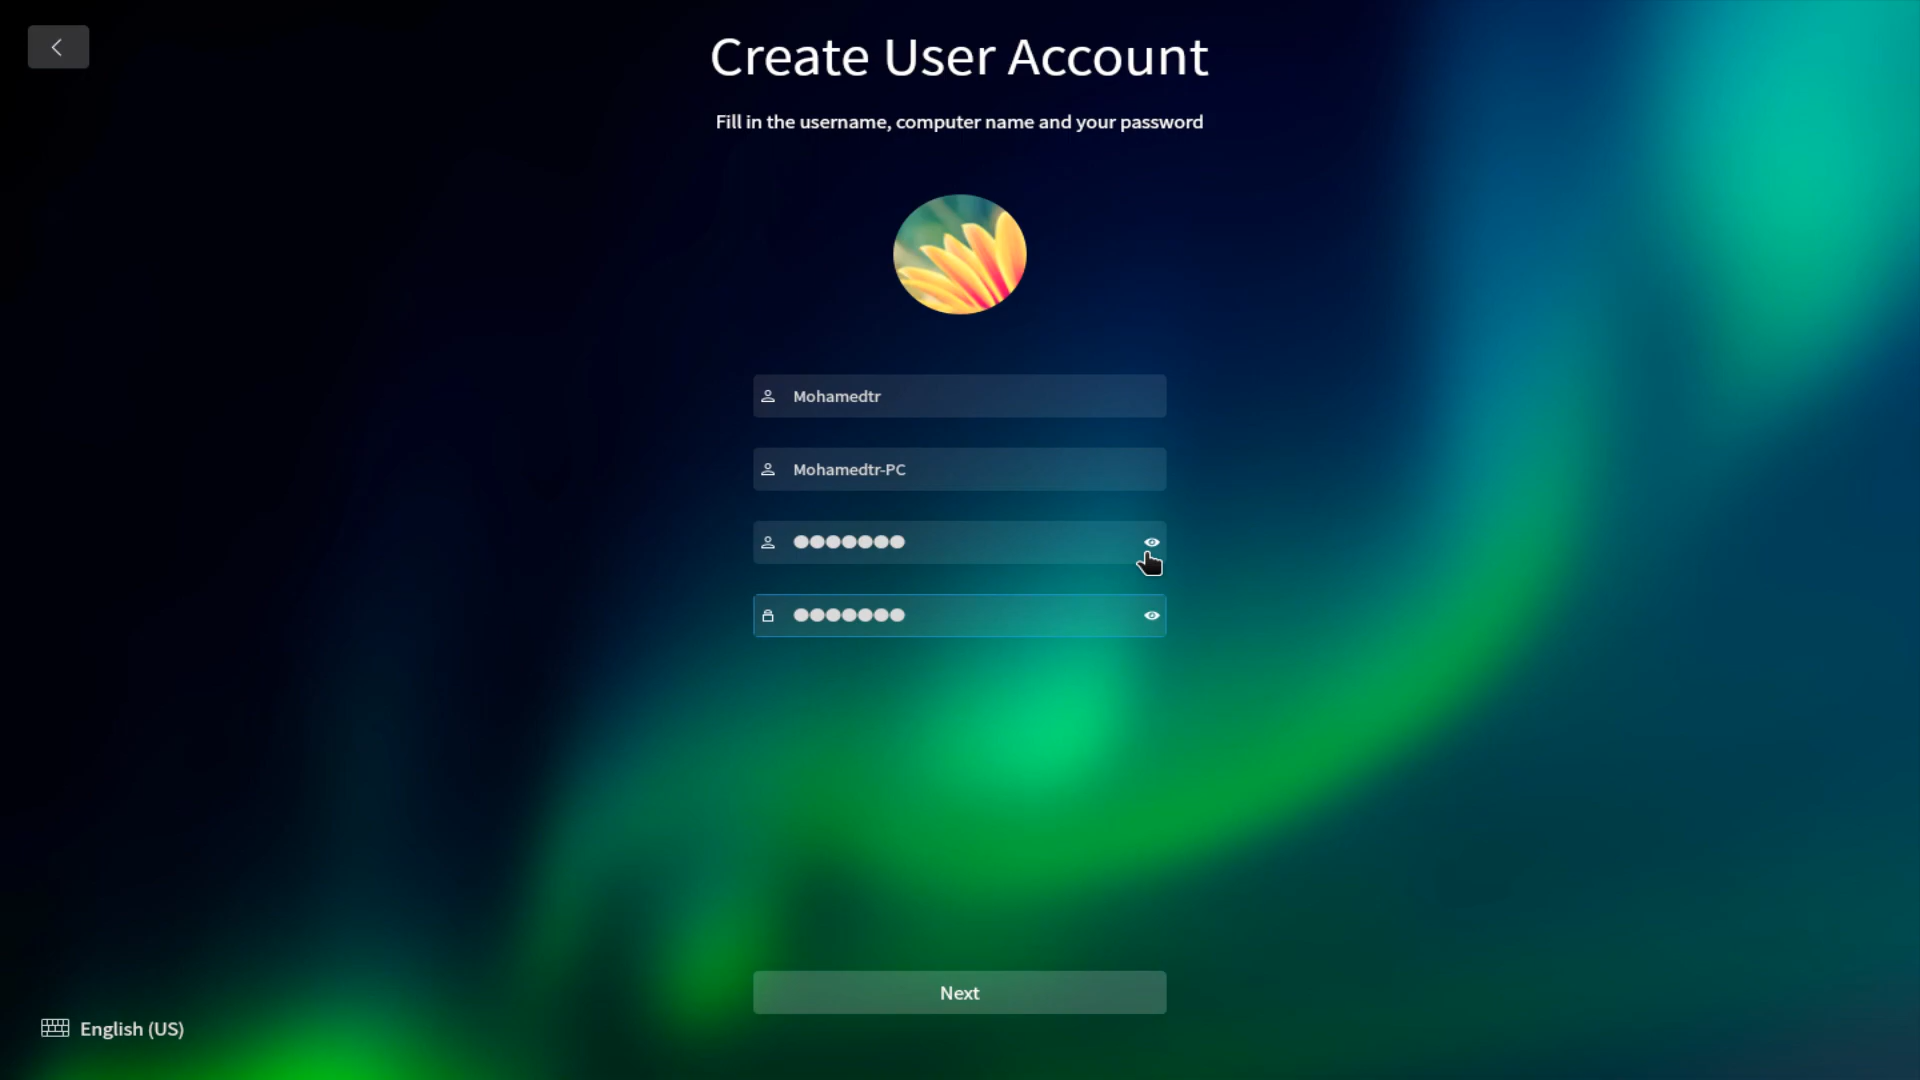 Create User Account
Fill in the username, computer name and your password
Mohamedtr
Mohamedtr-PC
●●●●●●●
●●●●●●●
Next
English (US)